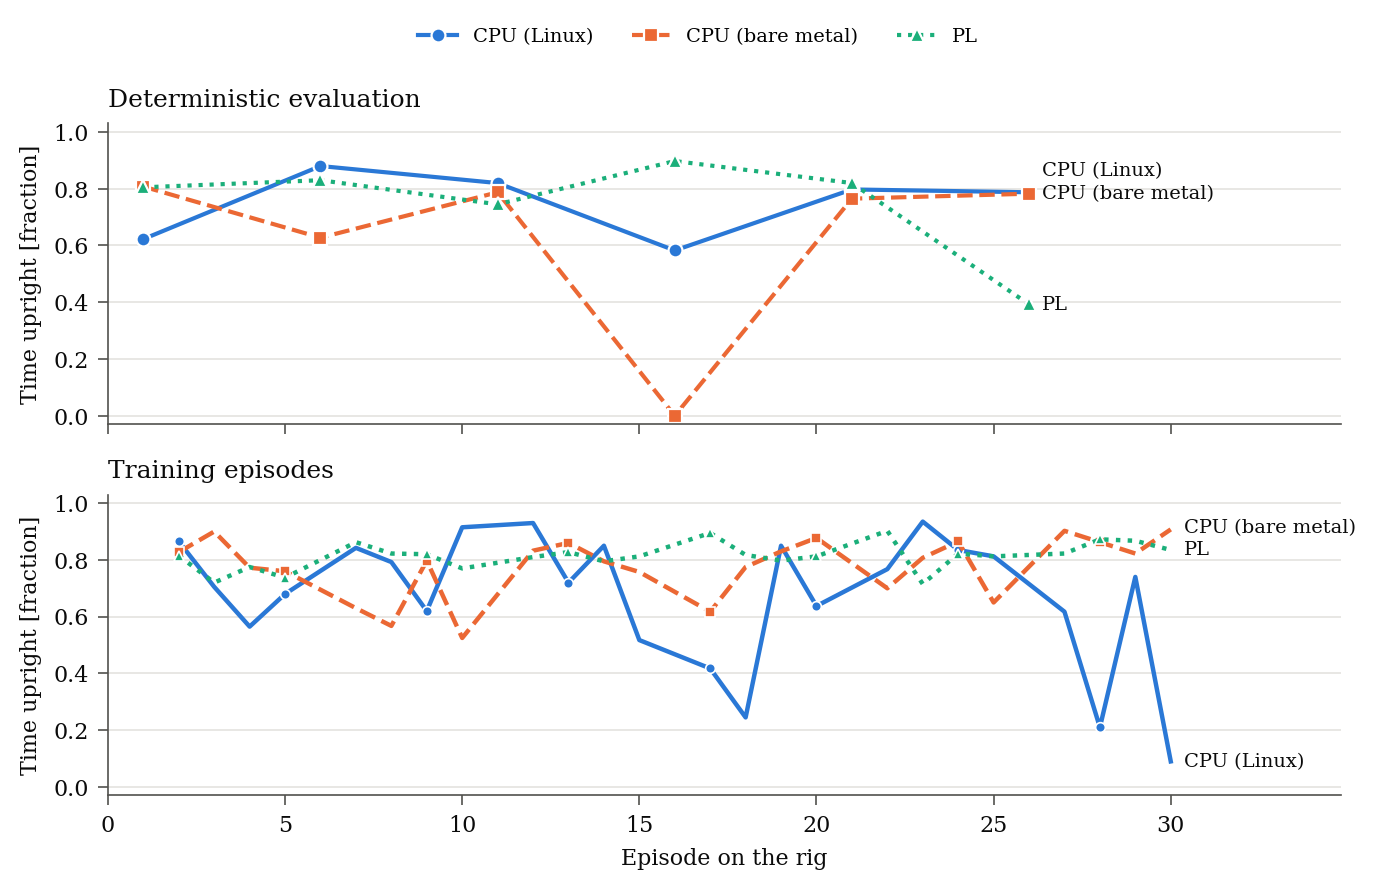 CPU (Linux) CPU (bare metal) PL
Deterministic evaluation
Time upright [fraction]
1.0
0.8
0.6
0.4
0.2
0.0
CPU (Linux)
CPU (bare metal)
PL
Training episodes
Time upright [fraction]
1.0
0.8
0.6
0.4
0.2
0.0
CPU (bare metal)
PL
CPU (Linux)
0 5 10 15 20 25 30
Episode on the rig